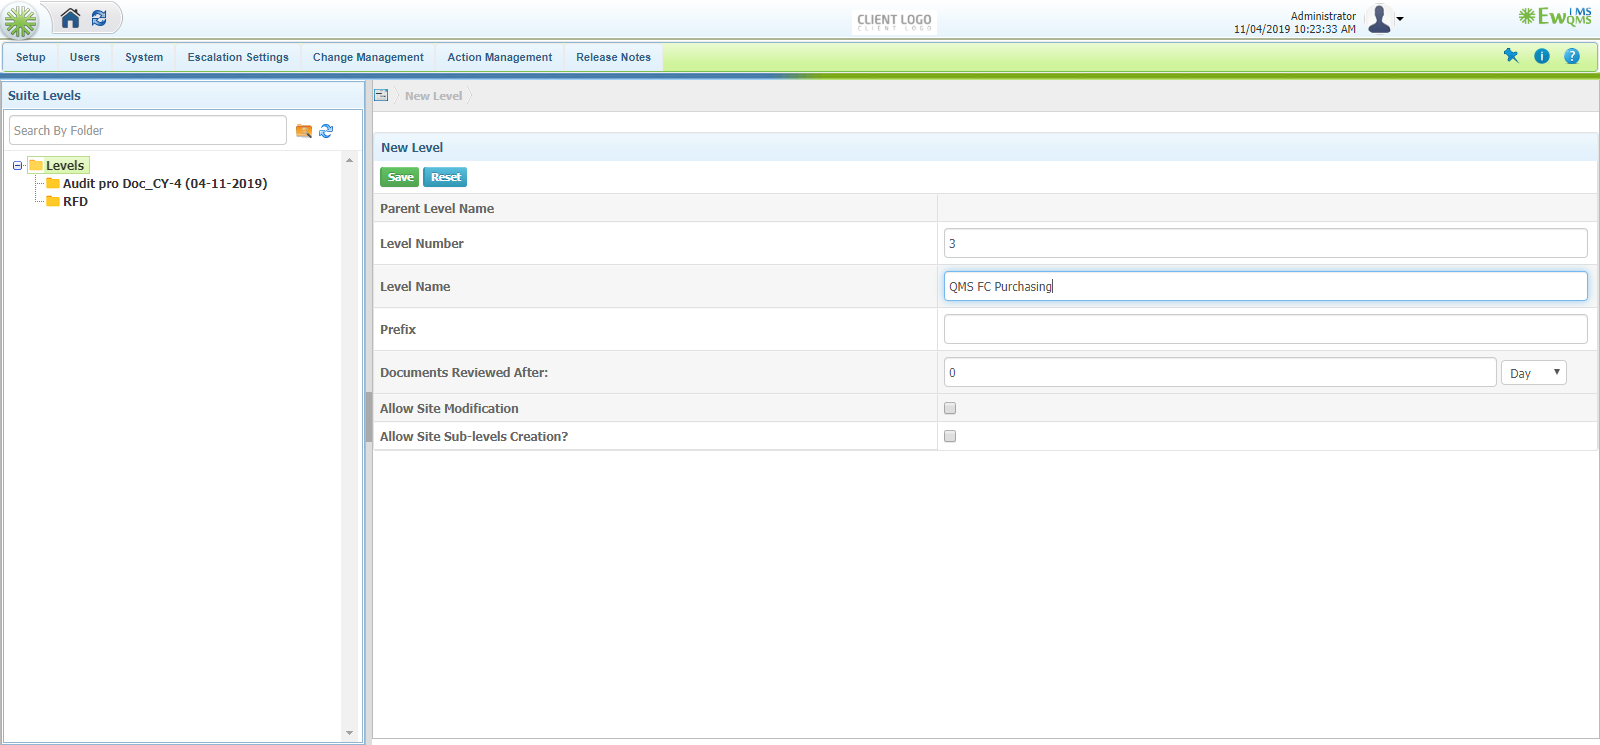 CLIENT LOGO
CLIENT LOGO
Administrator
11/04/2019 10:23:33 AM
EwQMS
IMS
Setup Users System Escalation Settings Change Management Action Management Release Notes
Suite Levels
Search By Folder
Levels
Audit pro Doc_CY-4 (04-11-2019)
RFD
New Level
New Level
Save Reset
Parent Level Name
Level Number 3
Level Name QMS FC Purchasing
Prefix
Documents Reviewed After: 0 Day
Allow Site Modification
Allow Site Sub-levels Creation?